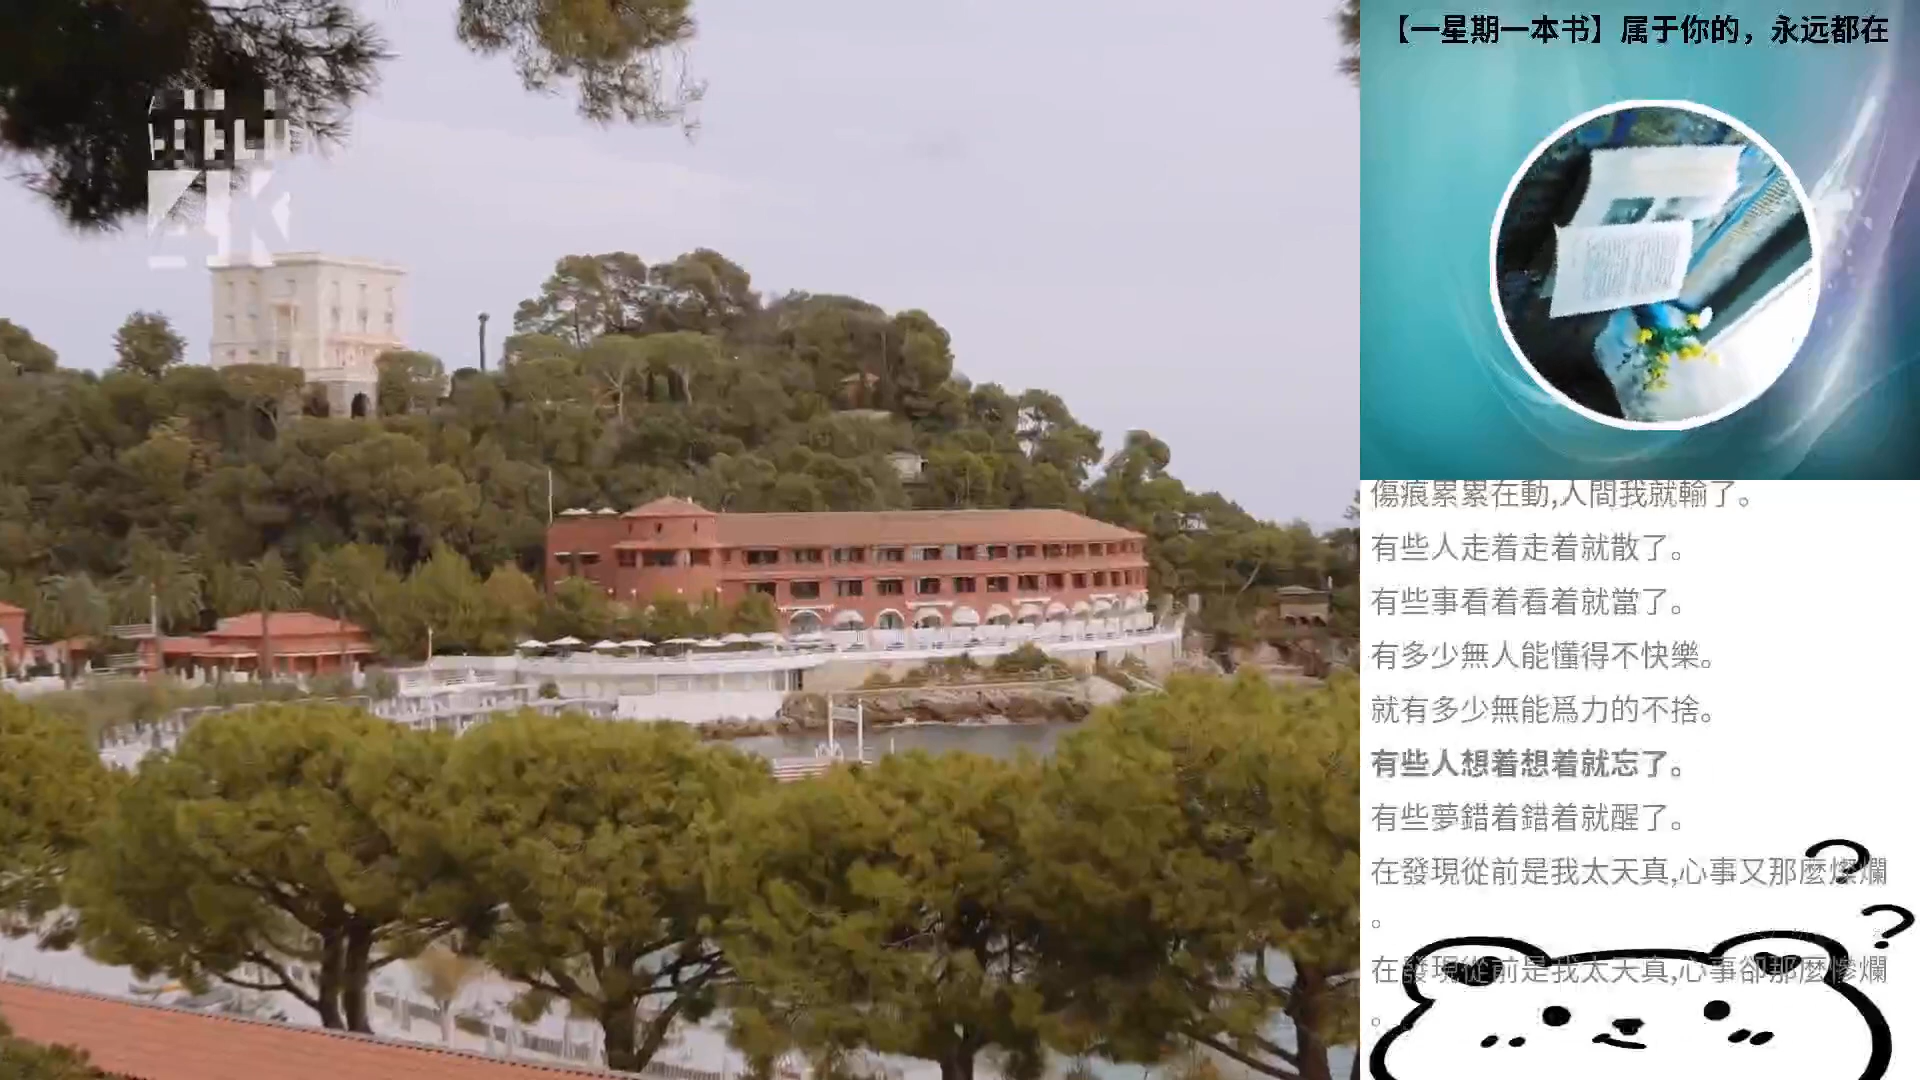 4K
【一星期一本书】属于你的，永远都在
傷痕累累在動,人間我就輸了。
有些人走着走着就散了。
有些事看着看着就當了。
有多少無人能懂得不快樂。
就有多少無能爲力的不捨。
有些人想着想着就忘了。
有些夢錯着錯着就醒了。
在發現從前是我太天真,心事又那麼燦爛
。
在發現從前是我太天真,心事卻那麼慘爛
。
?
?